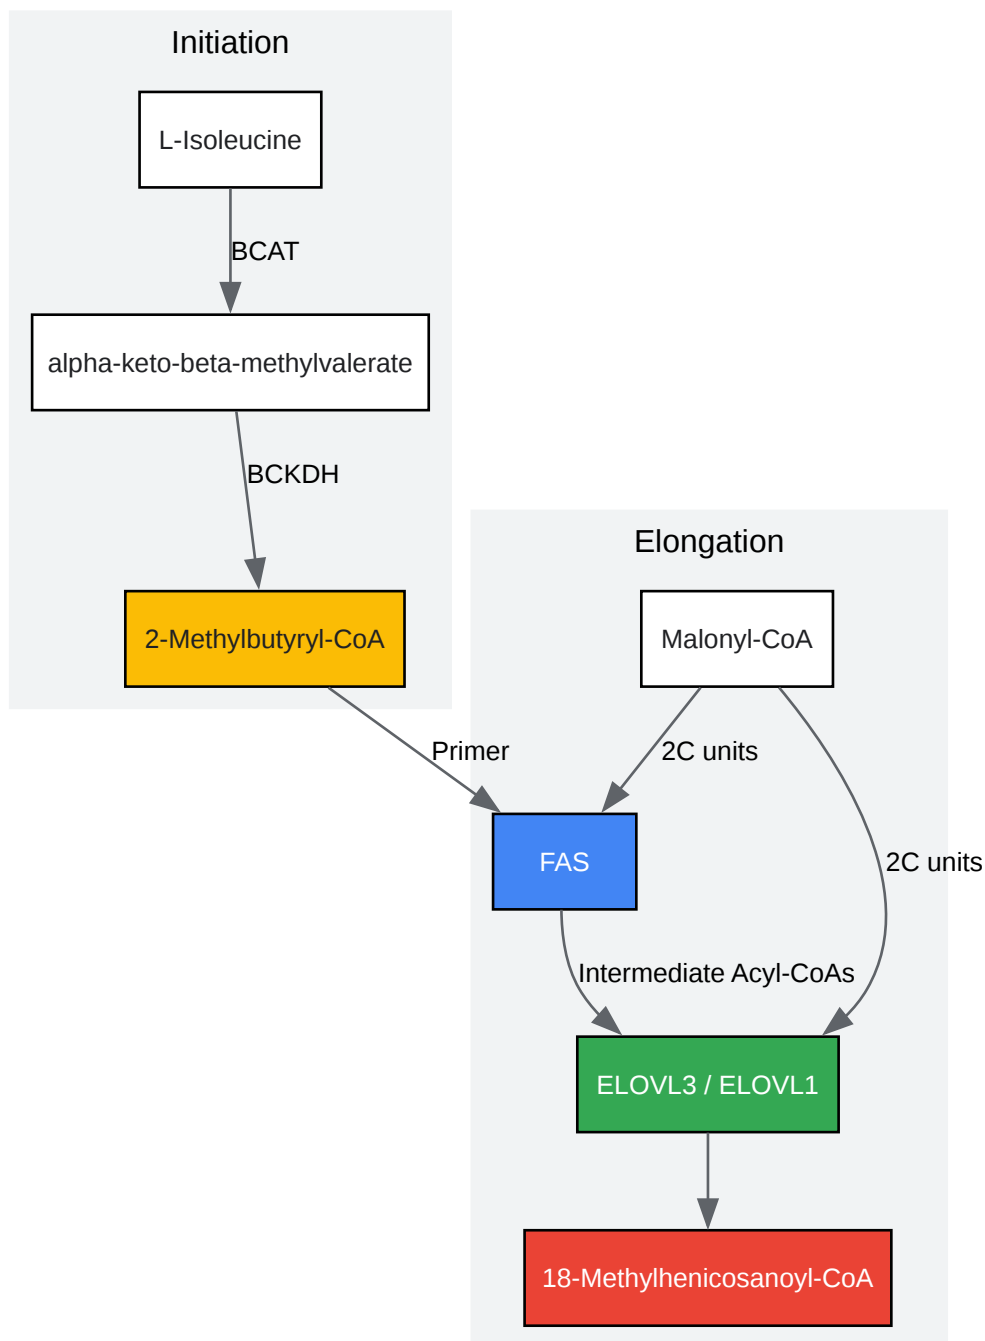 Initiation
L-Isoleucine
BCAT
alpha-keto-beta-methylvalerate
BCKDH
2-Methylbutyryl-CoA
Elongation
Malonyl-CoA
Primer
2C units
FAS
2C units
Intermediate Acyl-CoAs
ELOVL3 / ELOVL1
18-Methylhenicosanoyl-CoA